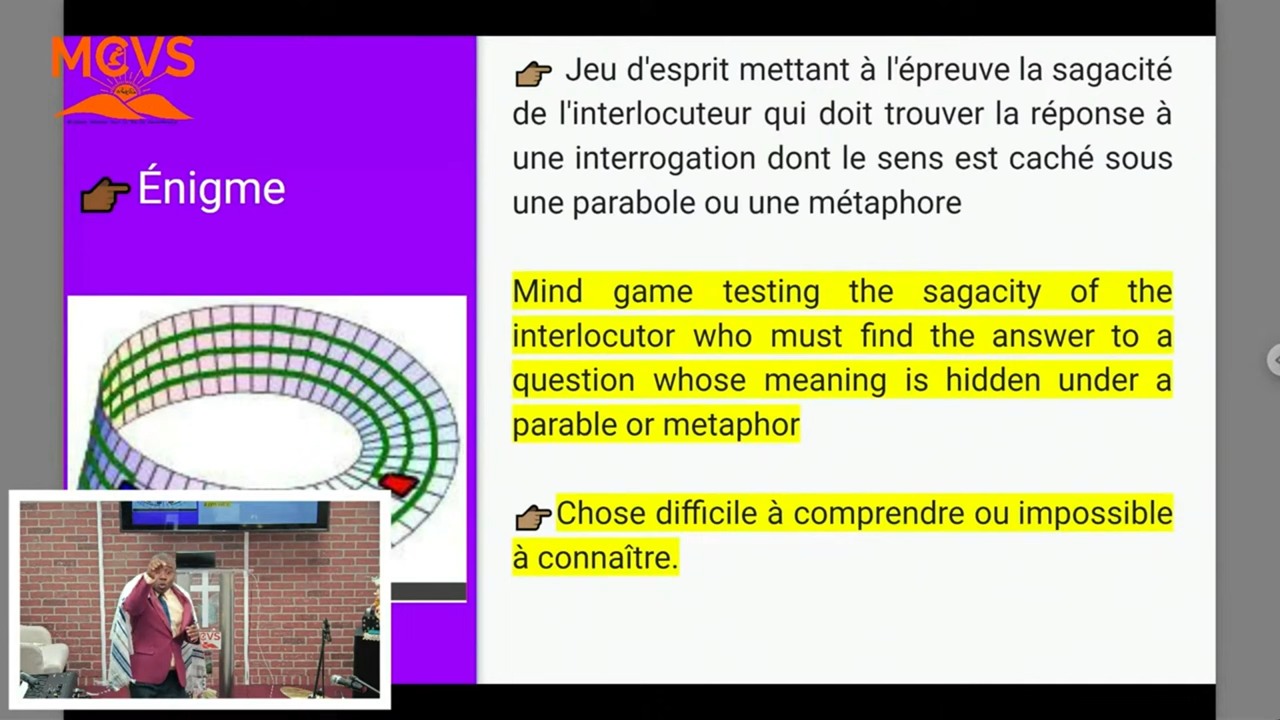 MCVS
👉🏾 Énigme
👉🏾 Jeu d'esprit mettant à l'épreuve la sagacité
de l'interlocuteur qui doit trouver la réponse à
une interrogation dont le sens est caché sous
une parabole ou une métaphore
Mind game testing the sagacity of the
interlocutor who must find the answer to a
question whose meaning is hidden under a
parable or metaphor
👉🏾Chose difficile à comprendre ou impossible
à connaître.